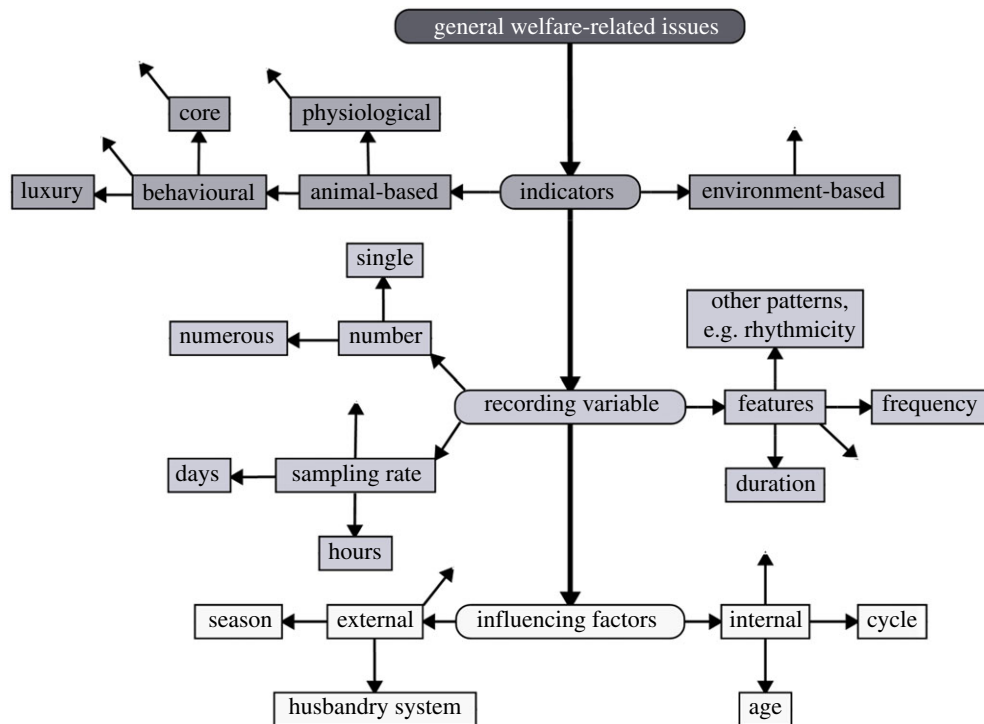 general welfare-related issues
core
physiological
luxury
behavioural
animal-based
indicators
environment-based
single
other patterns,
e.g. rhythmicity
numerous
number
recording variable
features
frequency
days
sampling rate
duration
hours
season
external
influencing factors
internal
cycle
husbandry system
age